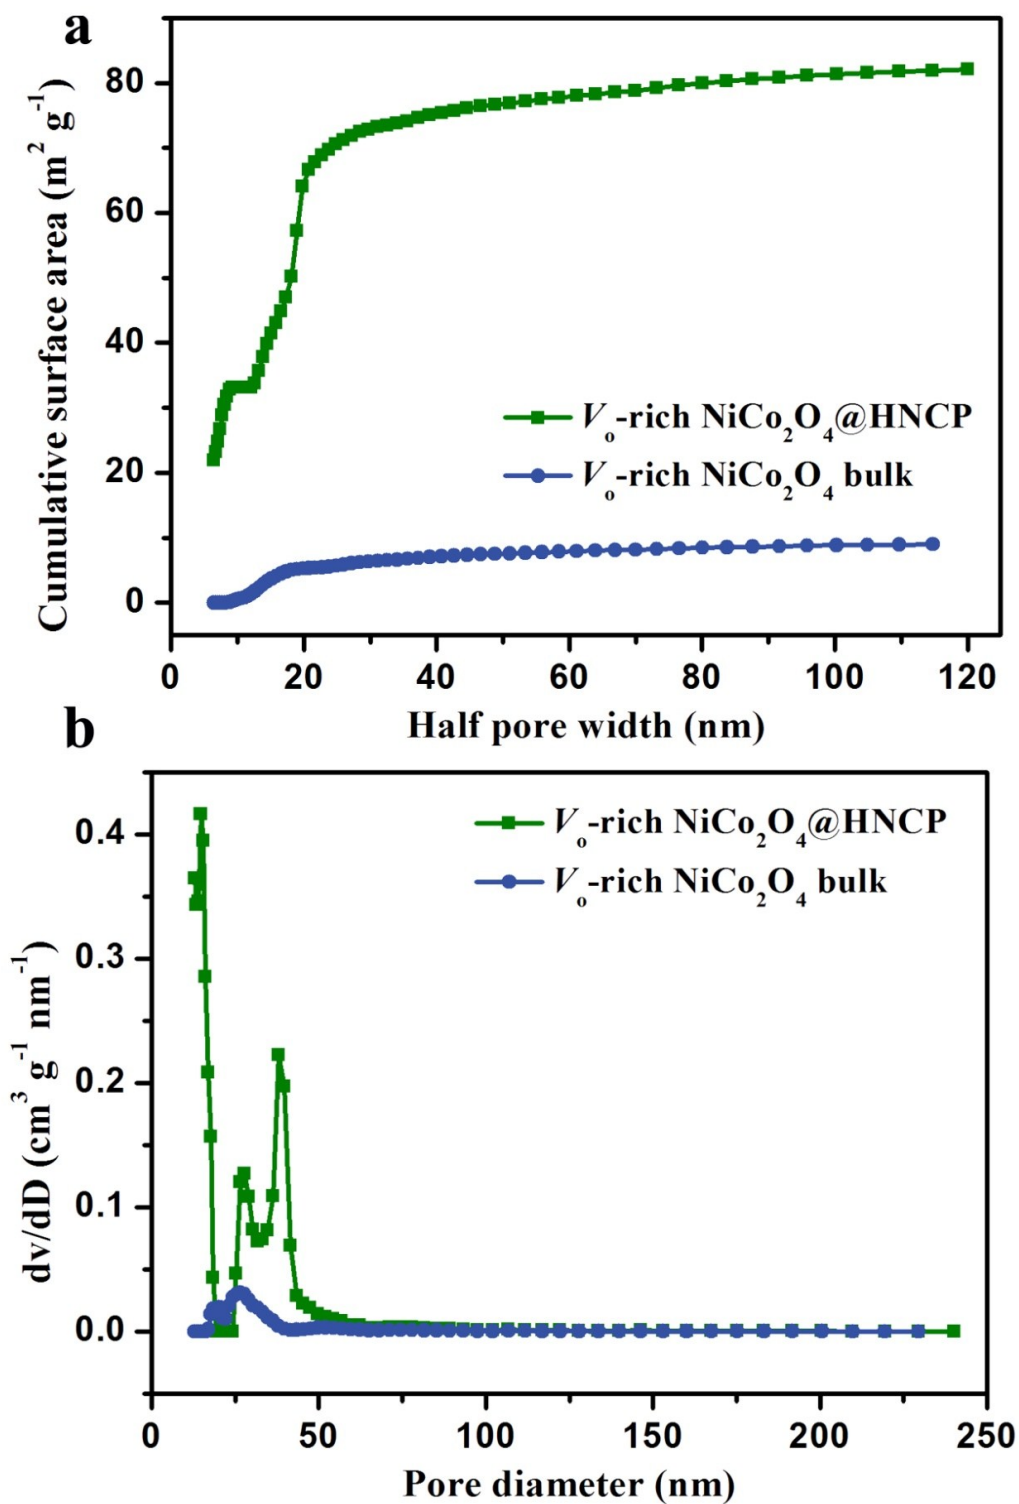 a
Cumulative surface area (m² g⁻¹)
80
60
40
20
0
Vₒ-rich NiCo₂O₄@HNCP
Vₒ-rich NiCo₂O₄ bulk
0 20 40 60 80 100 120
Half pore width (nm)
b
dv/dD (cm³ g⁻¹ nm⁻¹)
0.4
0.3
0.2
0.1
0.0
Vₒ-rich NiCo₂O₄@HNCP
Vₒ-rich NiCo₂O₄ bulk
0 50 100 150 200 250
Pore diameter (nm)